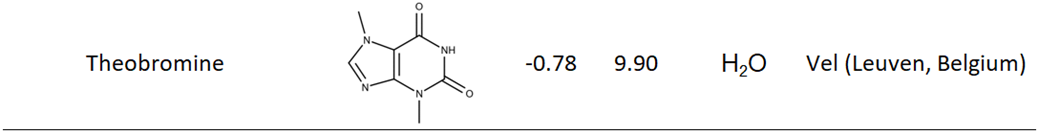 O
N
NH
Theobromine -0.78 9.90 H₂O Vel (Leuven, Belgium)
N
N
O